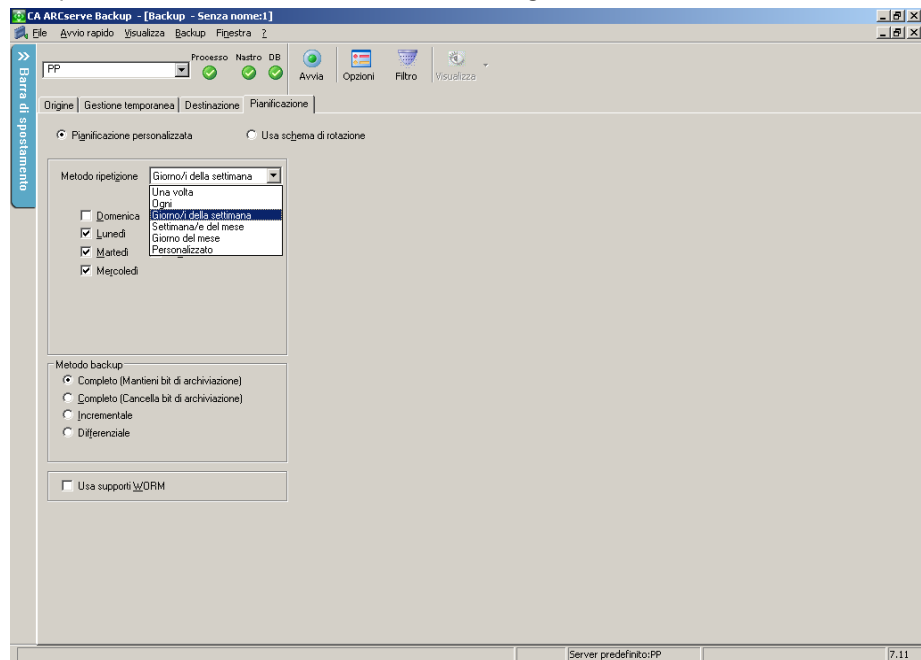 CA ARCserve Backup - [Backup - Senza nome:1]
File Avvio rapido Visualizza Backup Finestra ?
Barra di spostamento
Processo Nastro DB
PP
Avvia Opzioni Filtro Visualizza
Origine Gestione temporanea Destinazione Pianificazione
Pianificazione personalizzata Usa schema di rotazione
Metodo ripetizione Giorno/i della settimana
Una volta
Ogni
Domenica Giorno/i della settimana
Settimana/e del mese
Lunedì Giorno del mese
Martedì Personalizzato
Mercoledì
Metodo backup
Completo (Mantieni bit di archiviazione)
Completo (Cancella bit di archiviazione)
Incrementale
Differenziale
Usa supporti WORM
Server predefinito:PP 7.11